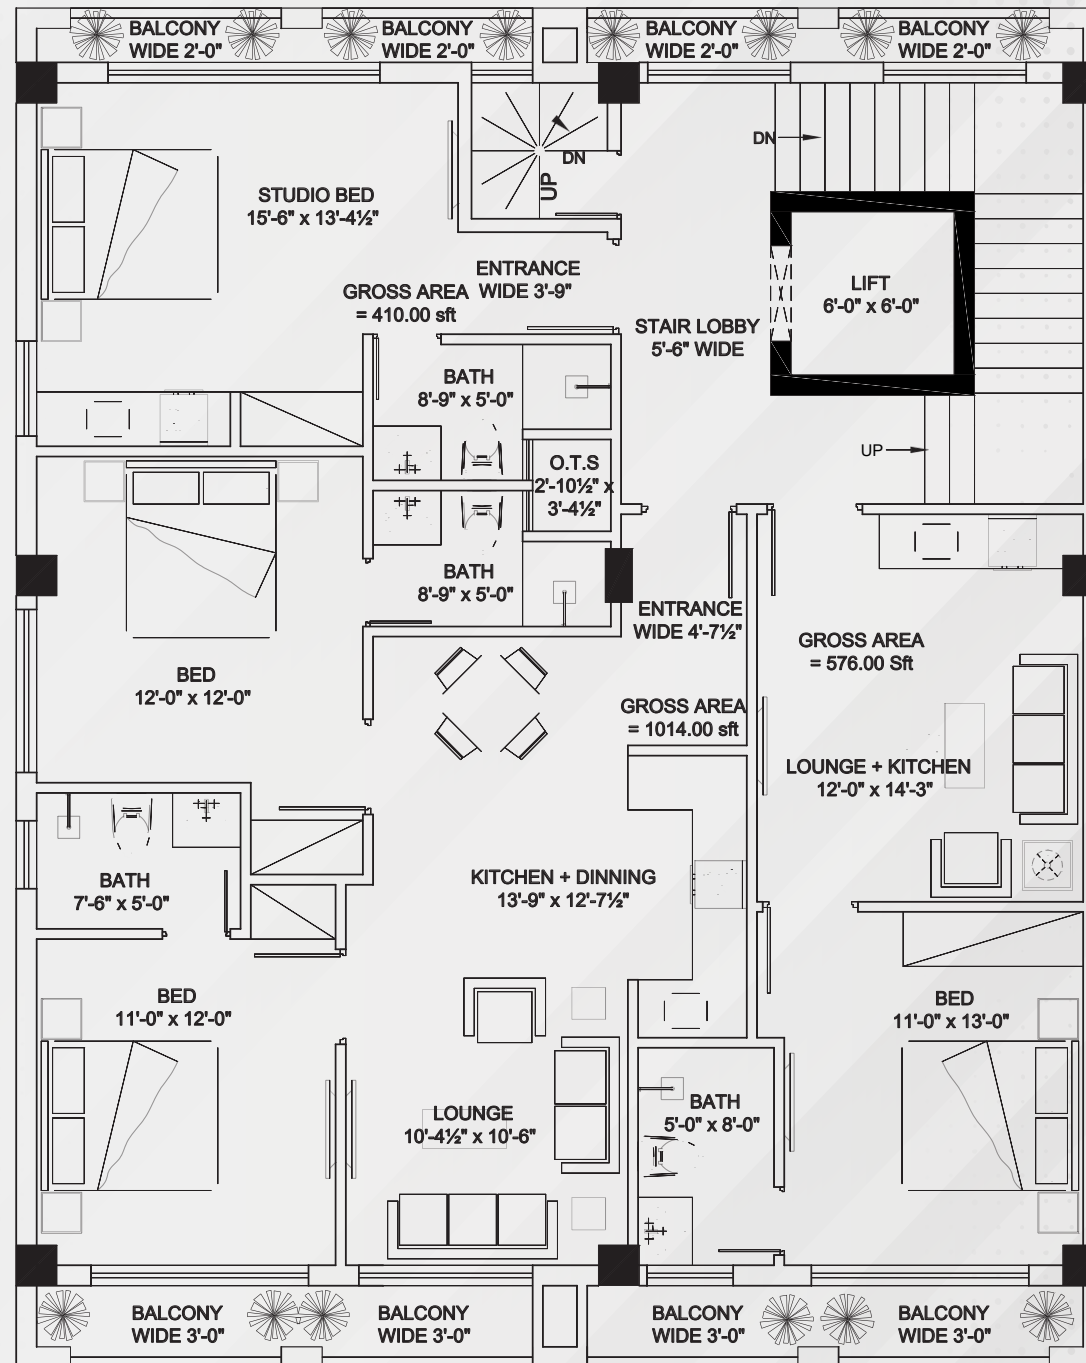 BALCONY
WIDE 2'-0"
BALCONY
WIDE 2'-0"
BALCONY
WIDE 2'-0"
BALCONY
WIDE 2'-0"
DN
UP
DN
STUDIO BED
15'-6" x 13'-4½"
ENTRANCE
WIDE 3'-9"
GROSS AREA
= 410.00 sft
LIFT
6'-0" x 6'-0"
STAIR LOBBY
5'-6" WIDE
BATH
8'-9" x 5'-0"
UP
O.T.S
2'-10½" x
3'-4½"
BATH
8'-9" x 5'-0"
ENTRANCE
WIDE 4'-7½"
GROSS AREA
= 576.00 Sft
BED
12'-0" x 12'-0"
GROSS AREA
= 1014.00 sft
LOUNGE + KITCHEN
12'-0" x 14'-3"
BATH
7'-6" x 5'-0"
KITCHEN + DINNING
13'-9" x 12'-7½"
BED
11'-0" x 12'-0"
BED
11'-0" x 13'-0"
LOUNGE
10'-4½" x 10'-6"
BATH
5'-0" x 8'-0"
BALCONY
WIDE 3'-0"
BALCONY
WIDE 3'-0"
BALCONY
WIDE 3'-0"
BALCONY
WIDE 3'-0"